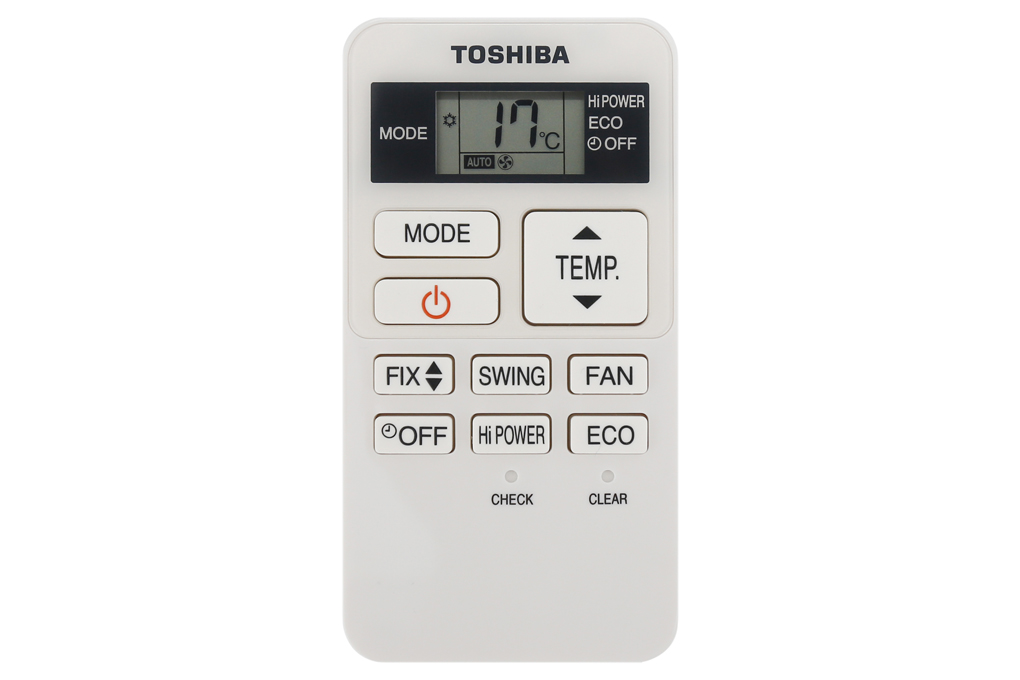 TOSHIBA
MODE
17°C
AUTO
Hi POWER
ECO
OFF
MODE
TEMP.
FIX
SWING
FAN
OFF
Hi POWER
ECO
CHECK
CLEAR